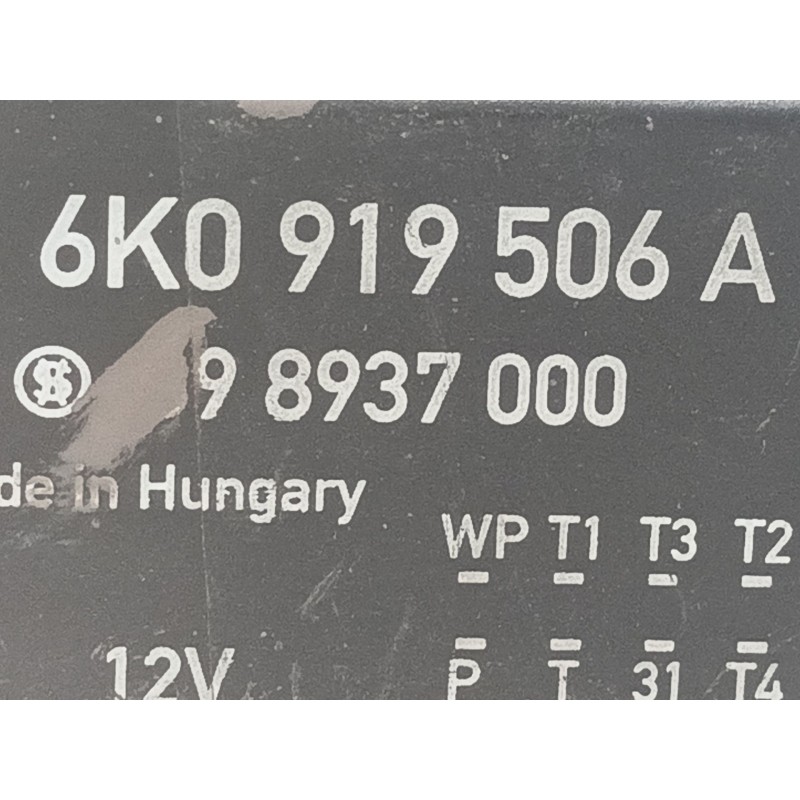 6K0 919 506 A
9 8937 000
de in Hungary
WP T1 T3 T2
12V P T 31 T4